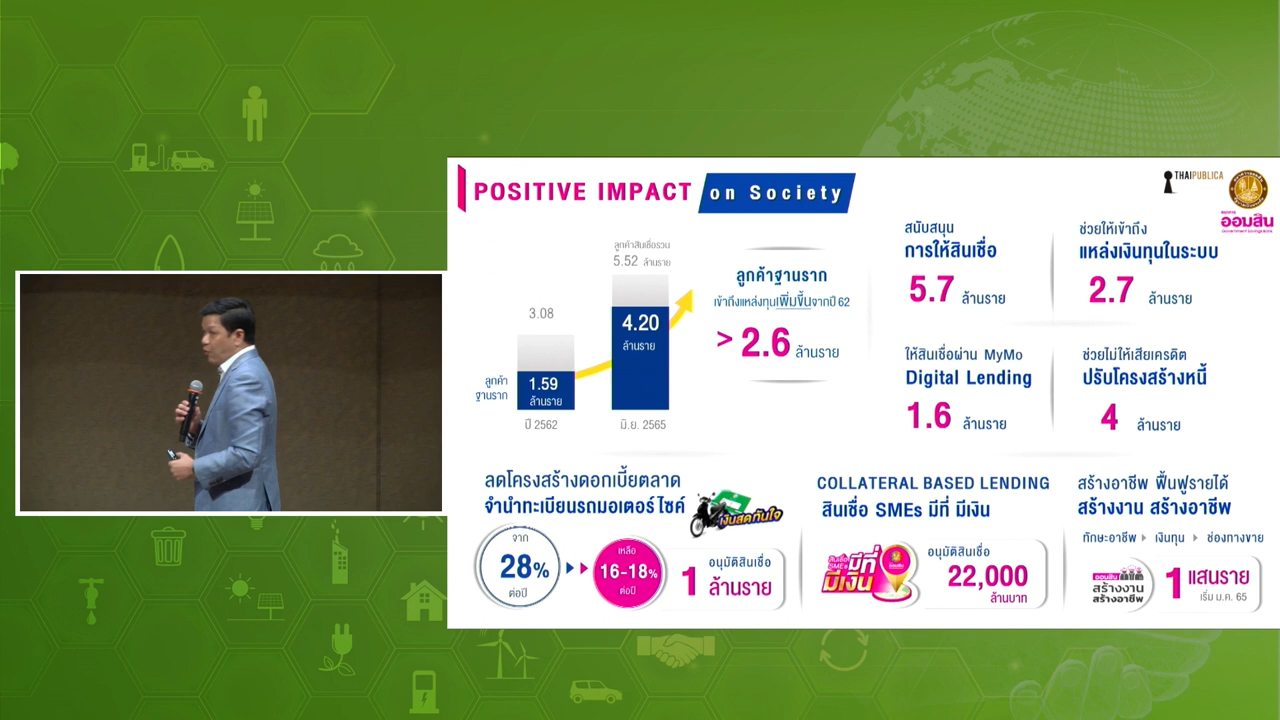 POSITIVE IMPACT on Society
THAIPUBLICA
ธนาคาร
ออมสิน
Government Savings Bank
ลูกค้าสินเชื่อรวม
5.52 ล้านราย
3.08
4.20
ล้านราย
ลูกค้า
ฐานราก
1.59
ล้านราย
ปี 2562
มิ.ย. 2565
ลูกค้าฐานราก
เข้าถึงแหล่งทุนเพิ่มขึ้นจากปี 62
> 2.6 ล้านราย
สนับสนุน
การให้สินเชื่อ
5.7 ล้านราย
ช่วยให้เข้าถึง
แหล่งเงินทุนในระบบ
2.7 ล้านราย
ให้สินเชื่อผ่าน MyMo
Digital Lending
1.6 ล้านราย
ช่วยไม่ให้เสียเครดิต
ปรับโครงสร้างหนี้
4 ล้านราย
ลดโครงสร้างดอกเบี้ยตลาด
จำนำทะเบียนรถมอเตอร์ไซค์
เงินสดทันใจ
จาก
28%
ต่อปี
เหลือ
16-18%
ต่อปี
อนุมัติสินเชื่อ
1 ล้านราย
COLLATERAL BASED LENDING
สินเชื่อ SMEs มีที่ มีเงิน
สินเชื่อ
SMEs
มีที่
มีเงิน
อนุมัติสินเชื่อ
22,000
ล้านบาท
สร้างอาชีพ ฟื้นฟูรายได้
สร้างงาน สร้างอาชีพ
ทักษะอาชีพ เงินทุน ช่องทางขาย
ออมสิน
สร้างงาน
สร้างอาชีพ
1 แสนราย
เริ่ม ม.ค. 65